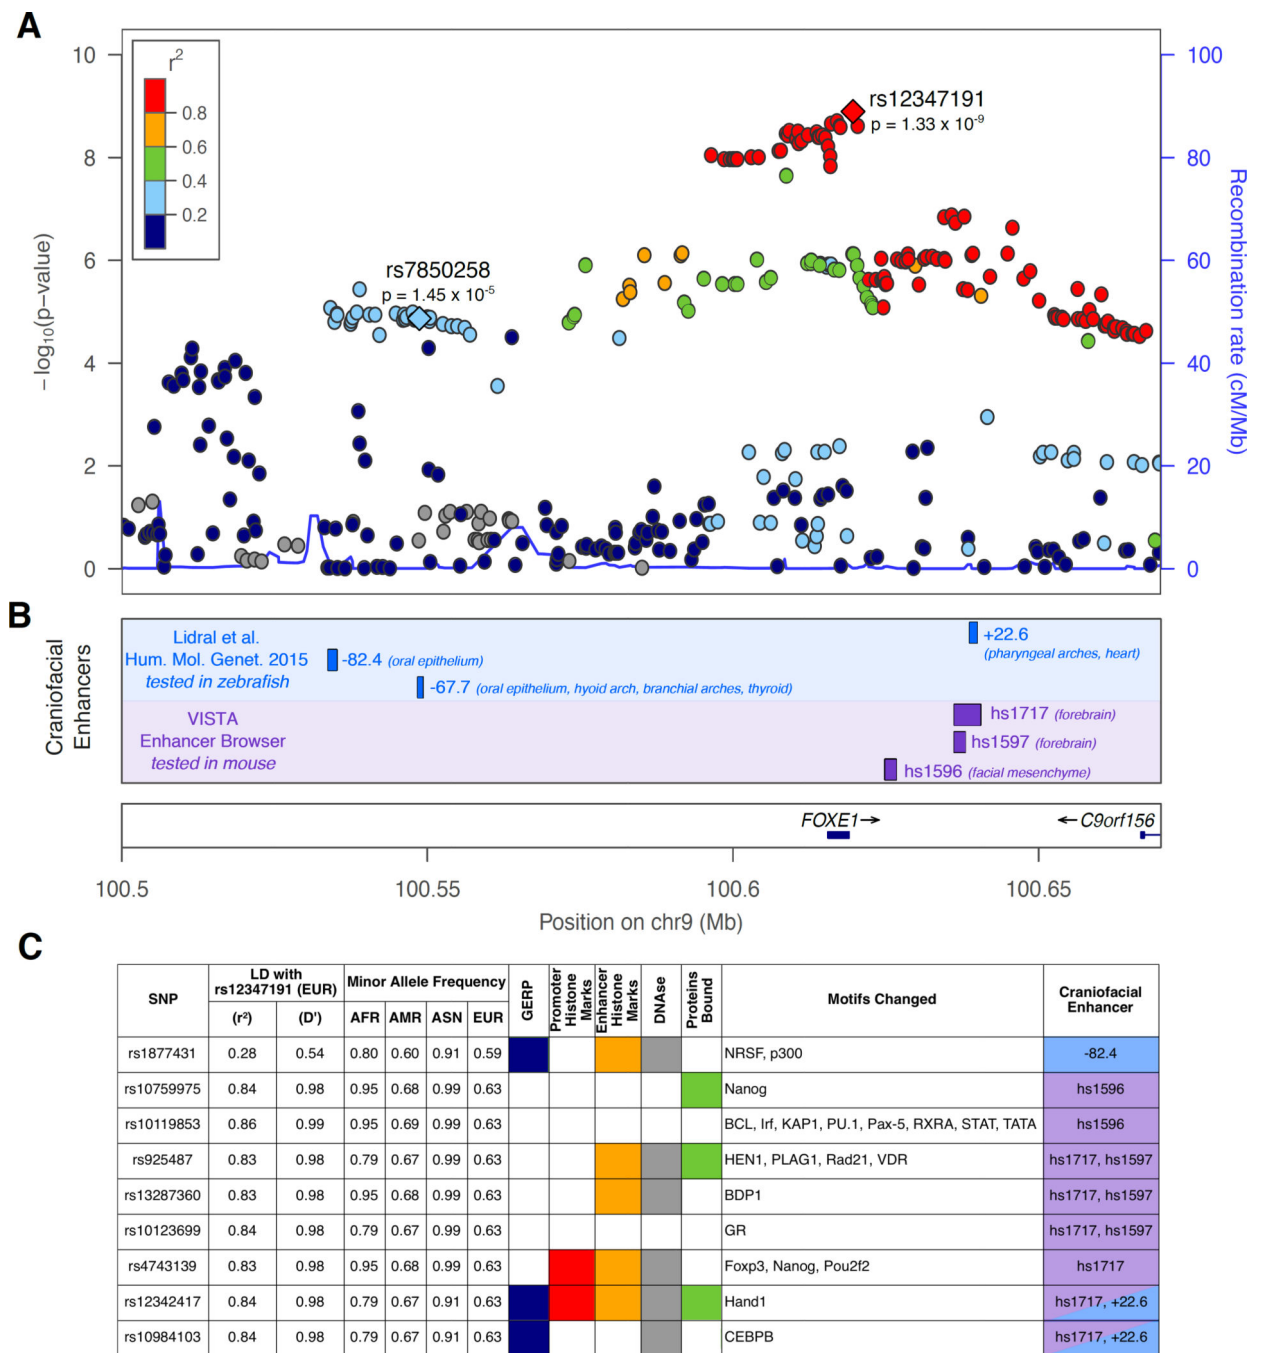 A
r2
0.8
0.6
0.4
0.2
rs12347191
p = 1.33 x 10-9
rs7850258
p = 1.45 x 10-5
10
8
6
4
2
0
−log10(p−value)
100
80
60
40
20
0
Recombination rate (cM/Mb)
B
Craniofacial
Enhancers
Lidral et al.
Hum. Mol. Genet. 2015
tested in zebrafish
-82.4 (oral epithelium)
-67.7 (oral epithelium, hyoid arch, branchial arches, thyroid)
+22.6
(pharyngeal arches, heart)
VISTA
Enhancer Browser
tested in mouse
hs1717 (forebrain)
hs1597 (forebrain)
hs1596 (facial mesenchyme)
FOXE1→
←C9orf156
100.5 100.55 100.6 100.65
Position on chr9 (Mb)
C
SNP LD with rs12347191 (EUR) Minor Allele Frequency GERP Promoter Histone Marks Enhancer Histone Marks DNAse Proteins Bound Motifs Changed Craniofacial Enhancer
(r2) (D') AFR AMR ASN EUR
rs1877431 0.28 0.54 0.80 0.60 0.91 0.59 NRSF, p300 -82.4
rs10759975 0.84 0.98 0.95 0.68 0.99 0.63 Nanog hs1596
rs10119853 0.86 0.99 0.95 0.69 0.99 0.63 BCL, Irf, KAP1, PU.1, Pax-5, RXRA, STAT, TATA hs1596
rs925487 0.83 0.98 0.79 0.67 0.99 0.63 HEN1, PLAG1, Rad21, VDR hs1717, hs1597
rs13287360 0.83 0.98 0.95 0.68 0.99 0.63 BDP1 hs1717, hs1597
rs10123699 0.84 0.98 0.79 0.67 0.99 0.63 GR hs1717, hs1597
rs4743139 0.83 0.98 0.95 0.68 0.99 0.63 Foxp3, Nanog, Pou2f2 hs1717
rs12342417 0.84 0.98 0.79 0.67 0.91 0.63 Hand1 hs1717, +22.6
rs10984103 0.84 0.98 0.79 0.67 0.91 0.63 CEBPB hs1717, +22.6